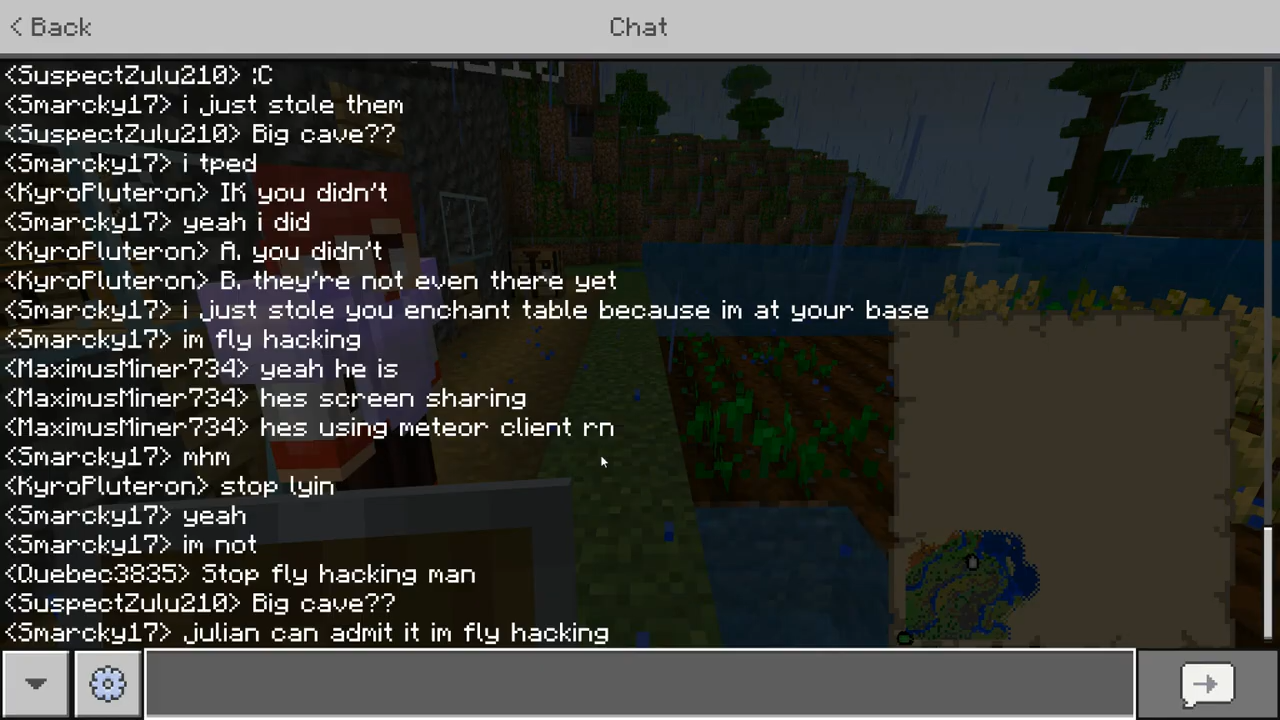 < Back
Chat
<SuspectZulu210> ;C
<Smarcky17> i just stole them
<SuspectZulu210> Big cave??
<Smarcky17> i tped
<KyroPluteron> IK you didn't
<Smarcky17> yeah i did
<KyroPluteron> A. you didn't
<KyroPluteron> B. they're not even there yet
<Smarcky17> i just stole you enchant table because im at your base
<Smarcky17> im fly hacking
<MaximusMiner734> yeah he is
<MaximusMiner734> hes screen sharing
<MaximusMiner734> hes using meteor client rn
<Smarcky17> mhm
<KyroPluteron> stop lyin
<Smarcky17> yeah
<Smarcky17> im not
<Quebec3835> Stop fly hacking man
<SuspectZulu210> Big cave??
<Smarcky17> julian can admit it im fly hacking